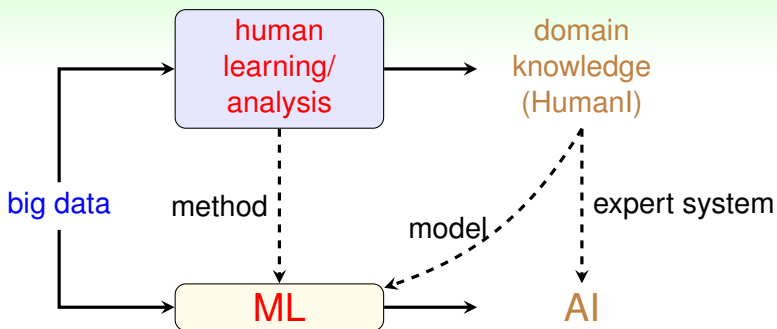 human
learning/
analysis
domain
knowledge
(HumanI)
big data
method
model
expert system
ML
AI